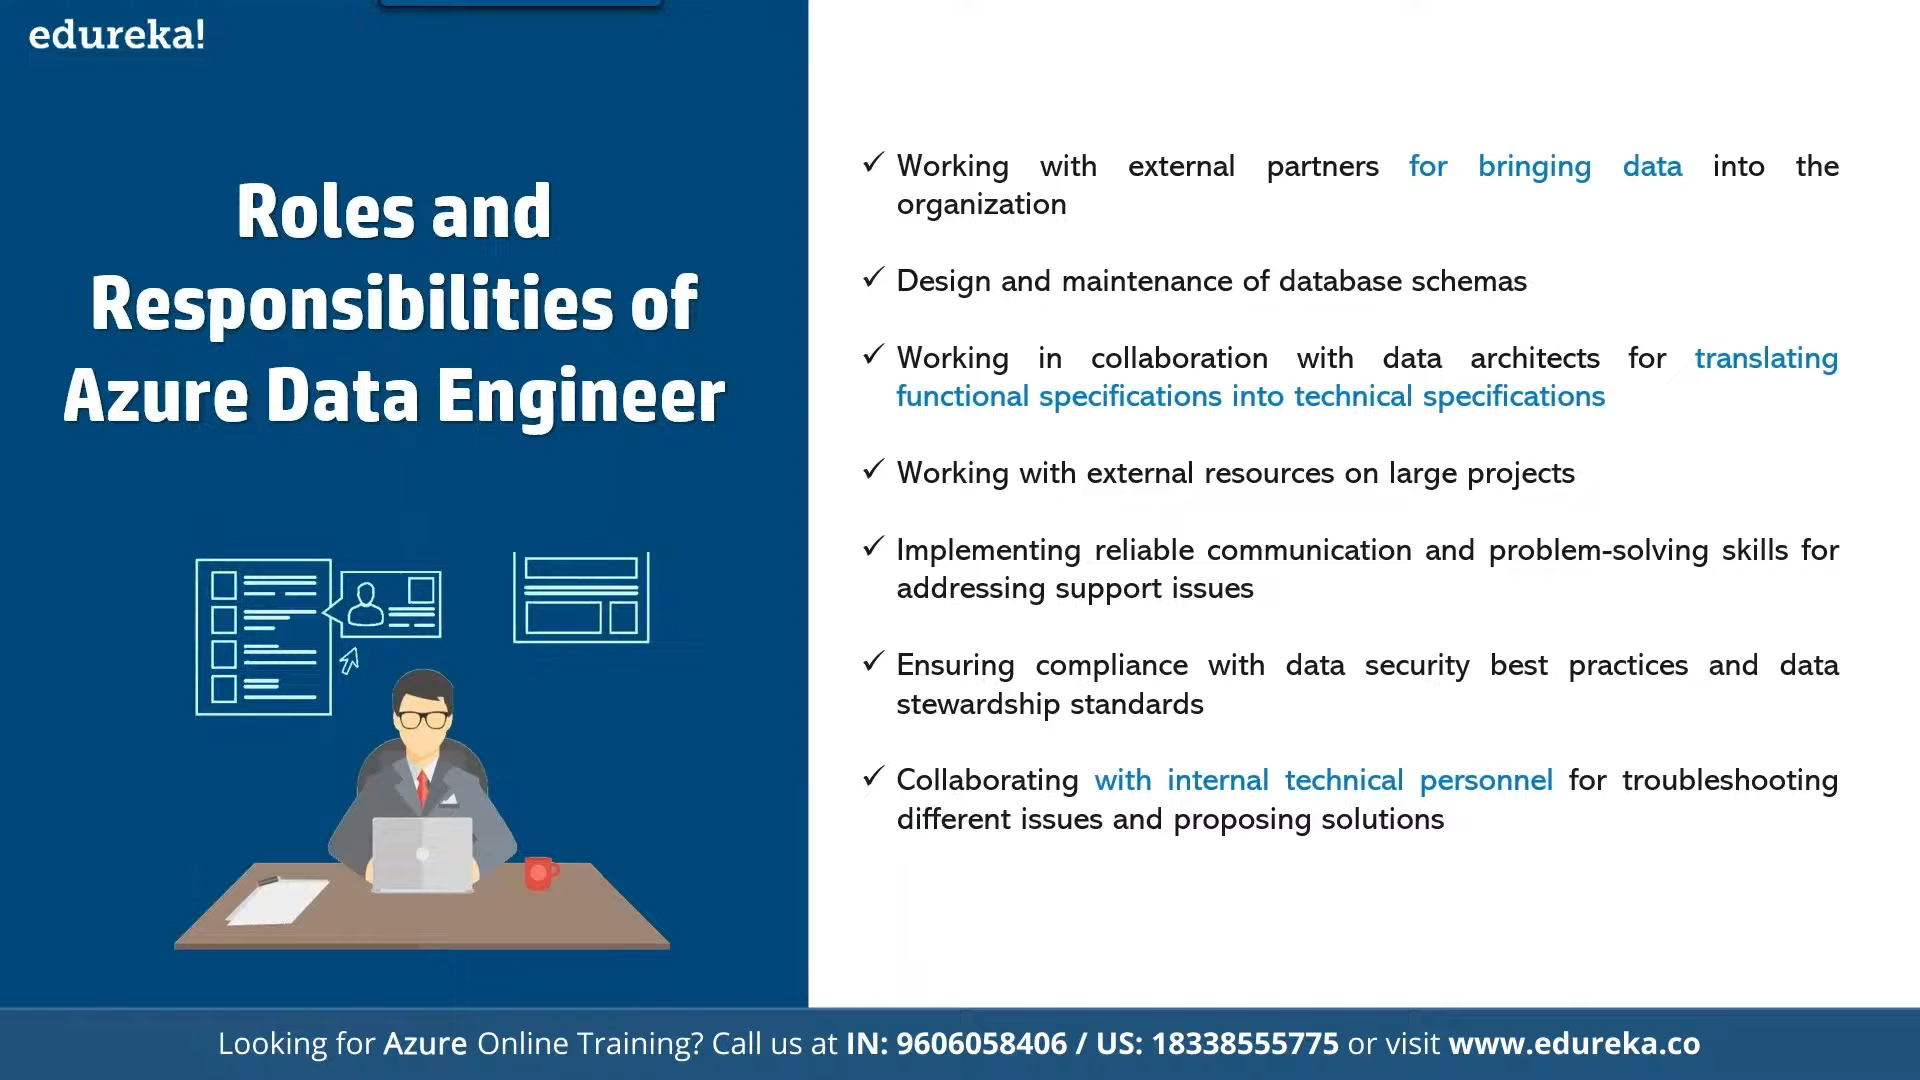 edureka!
Roles and
Responsibilities of
Azure Data Engineer
✓ Working with external partners for bringing data into the
organization
✓ Design and maintenance of database schemas
✓ Working in collaboration with data architects for translating
functional specifications into technical specifications
✓ Working with external resources on large projects
✓ Implementing reliable communication and problem-solving skills for
addressing support issues
✓ Ensuring compliance with data security best practices and data
stewardship standards
✓ Collaborating with internal technical personnel for troubleshooting
different issues and proposing solutions
Looking for Azure Online Training? Call us at IN: 9606058406 / US: 18338555775 or visit www.edureka.co